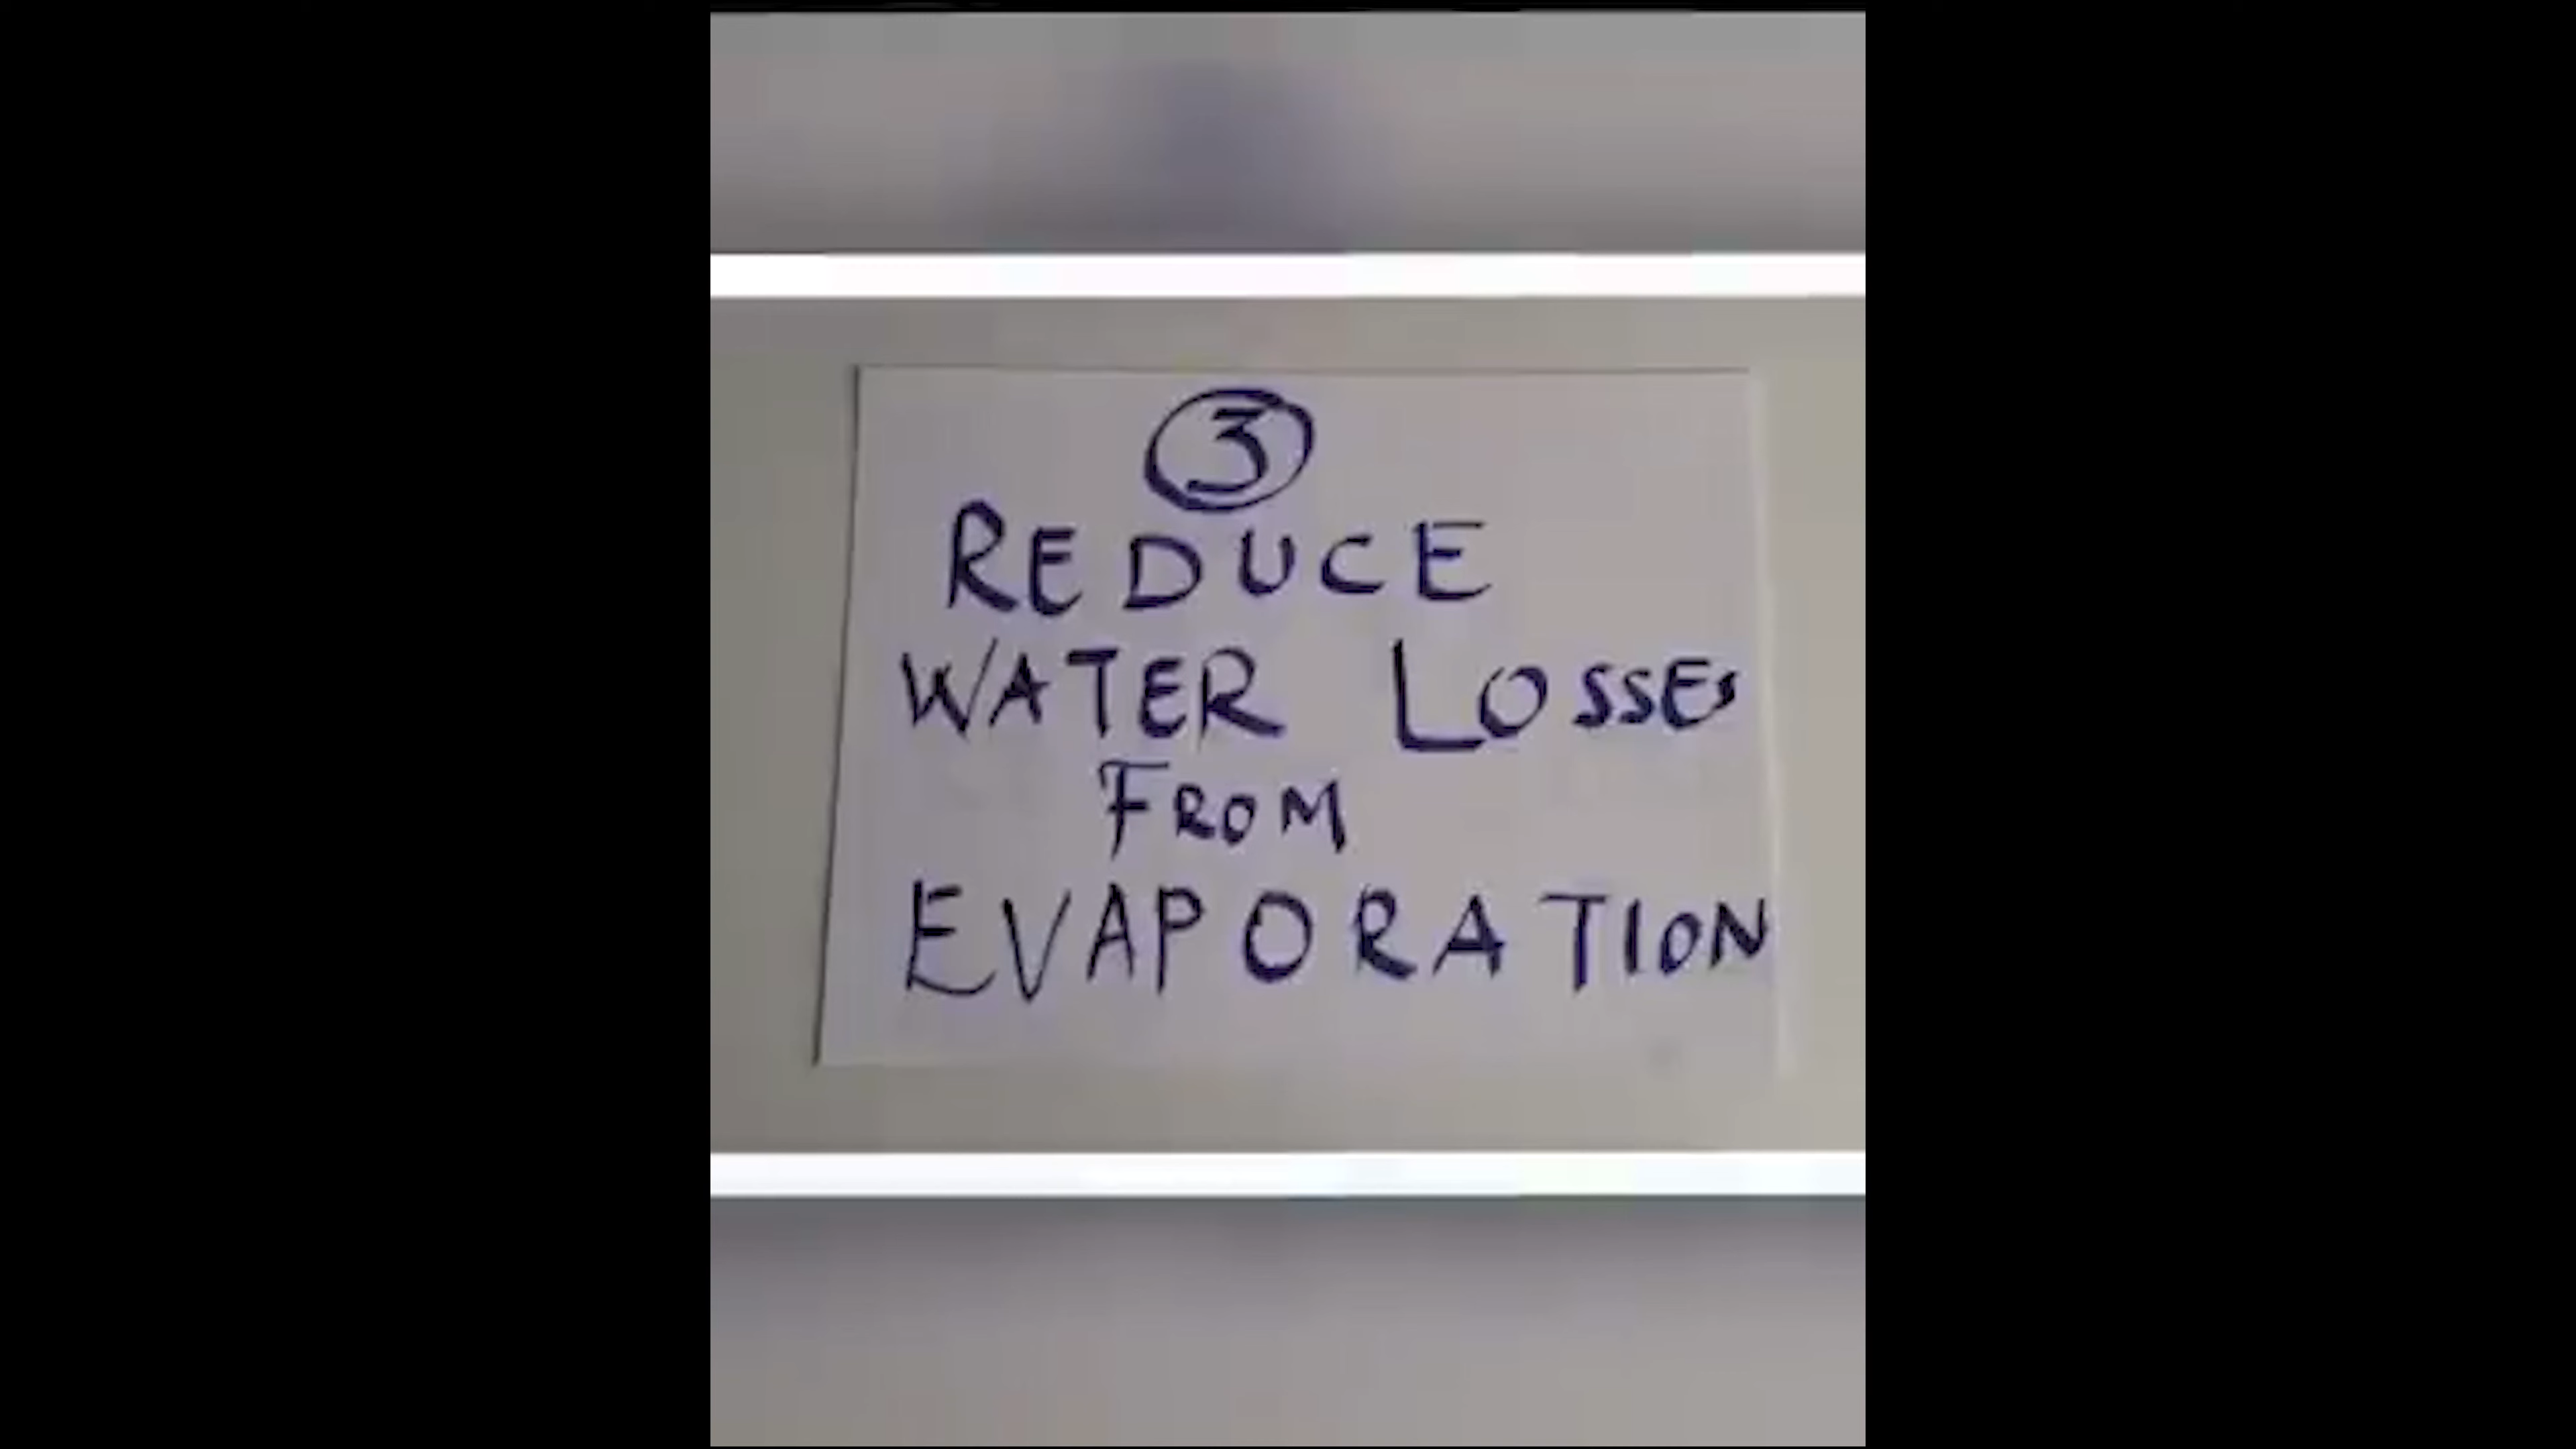 3
REDUCE
WATER LOSSES
FROM
EVAPORATION